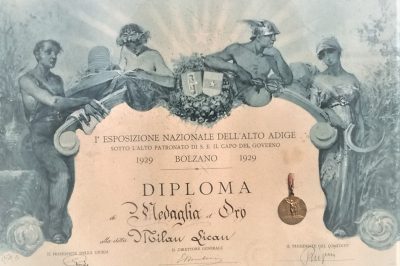 I^a ESPOSIZIONE NAZIONALE DELL'ALTO ADIGE
SOTTO L'ALTO PATRONATO DI S. E. IL CAPO DEL GOVERNO
1929 BOLZANO 1929
DIPLOMA
di Medaglia d'Oro
alla ditta Milan Lican
IL PRESIDENTE DELLA GIURIA IL DIRETTORE GENERALE IL PRESIDENTE DEL COMITATO